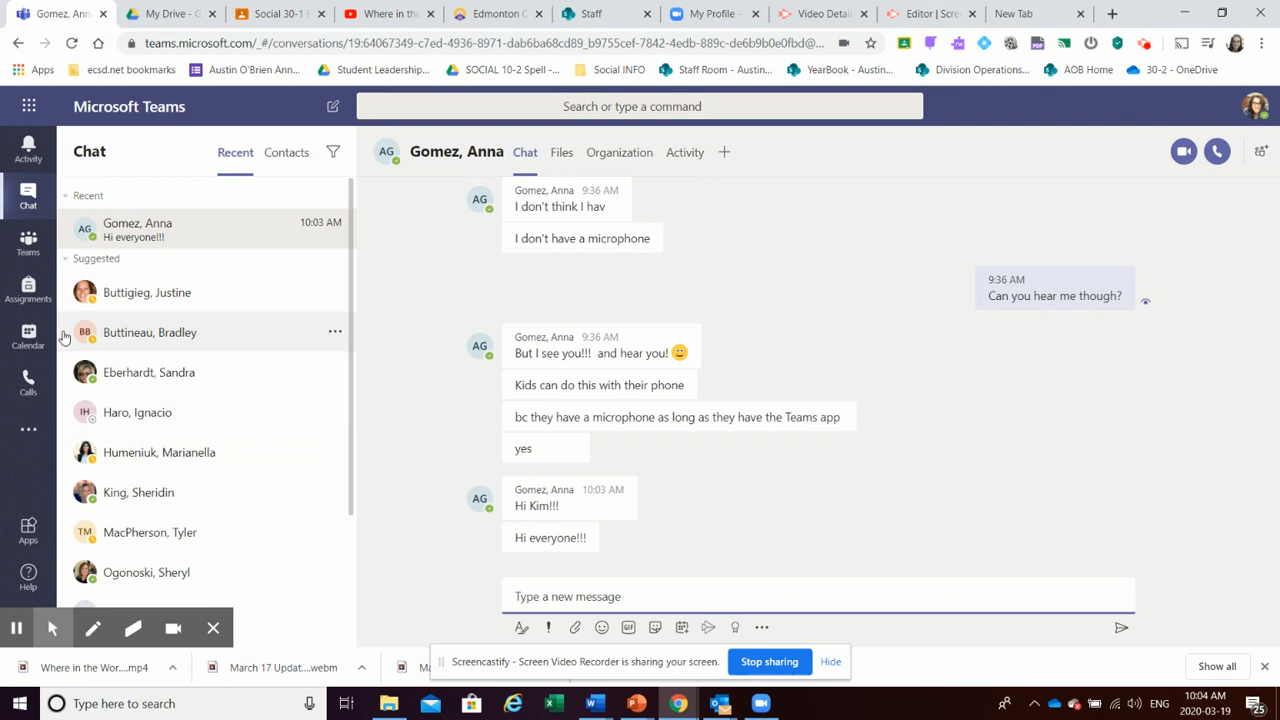 Gomez, Ann
My Drive - G
Social 30-1 E
Where in the
Edmonton C
Staff
My Profile -
Video Detail
Editor | Scre
New Tab
teams.microsoft.com/_#/conversations/19:64067349-c7ed-4936-8971-dab6ba68cd89_b9755cef-7842-4edb-889c-de6b9b0e0fbd@...
Apps
ecsd.net bookmarks
Austin O'Brien Ann...
Student Leadership...
SOCIAL 10-2 Spell -...
Social INFO
Staff Room - Austin...
YearBook - Austin...
Division Operations...
AOB Home
30-2 - OneDrive
Microsoft Teams
Search or type a command
Activity
Chat
Teams
Assignments
Calendar
Calls
Apps
Help
Chat
Recent
Contacts
Recent
AG
Gomez, Anna
10:03 AM
Hi everyone!!!
Suggested
Buttigieg, Justine
BB
Buttineau, Bradley
Eberhardt, Sandra
IH
Haro, Ignacio
Humeniuk, Marianella
King, Sheridin
TM
MacPherson, Tyler
Ogonoski, Sheryl
AG
Gomez, Anna
Chat
Files
Organization
Activity
AG
Gomez, Anna 9:36 AM
I don't think I hav
I don't have a microphone
9:36 AM
Can you hear me though?
AG
Gomez, Anna 9:36 AM
But I see you!!! and hear you!
Kids can do this with their phone
bc they have a microphone as long as they have the Teams app
yes
AG
Gomez, Anna 10:03 AM
Hi Kim!!!
Hi everyone!!!
Type a new message
GIF
Screencastify - Screen Video Recorder is sharing your screen.
Stop sharing
Hide
Where in the Wor....mp4
March 17 Updat....webm
Show all
Type here to search
ENG
10:04 AM
2020-03-19
25